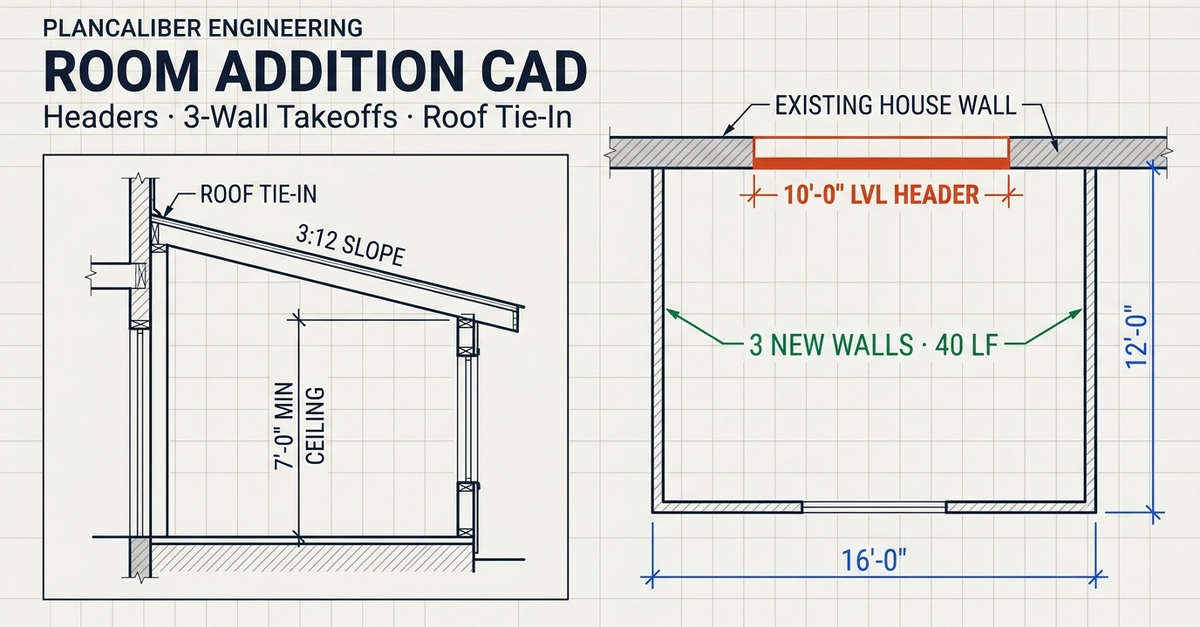 PLANCALIBER ENGINEERING
ROOM ADDITION CAD
Headers · 3-Wall Takeoffs · Roof Tie-In
ROOF TIE-IN
3:12 SLOPE
7'-0" MIN
CEILING
EXISTING HOUSE WALL
10'-0" LVL HEADER
3 NEW WALLS · 40 LF
12'-0"
16'-0"